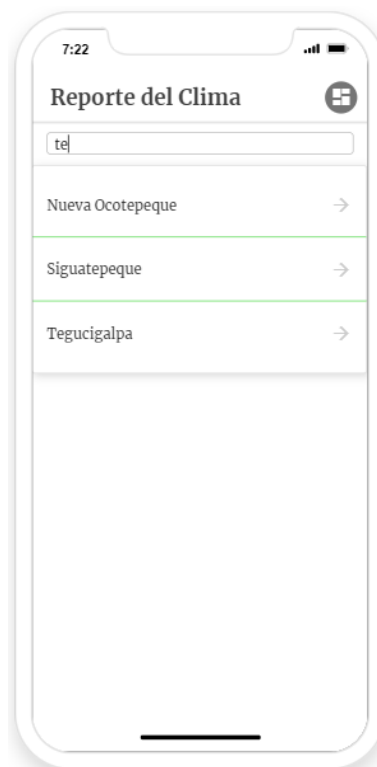 7:22
Reporte del Clima
te
Nueva Ocotepeque
Siguatepeque
Tegucigalpa